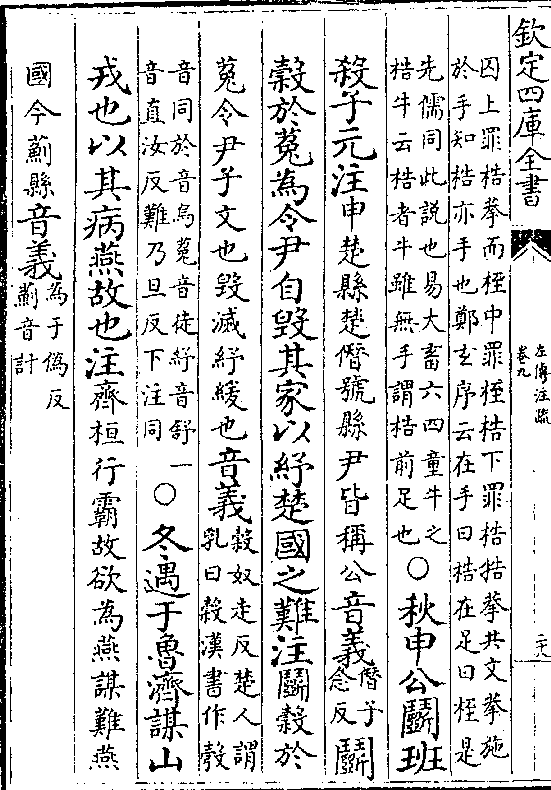 欽定四庫全書
左傳注疏
卷九
囚上罪梏拲而桎中罪桎梏下罪梏拲共文拲施
於手知梏亦手也鄭𤣥序云在手曰梏在足曰桎是
先儒同此説也易大畜六四童牛之
梏牛云梏者牛雖無手謂梏前足也
○秋申公鬬班
殺子元注申楚縣楚僭號縣尹皆稱公音義僭子
念反
鬬
穀於菟為令尹自毁其家以紓楚國之難注鬬穀於
菟令尹子文也毁滅紓緩也音義穀奴走反楚人謂
乳曰穀漢書作㝅
音同於音烏菟音徒紓音舒一
音直汝反難乃旦反下注同
○冬遇于魯濟謀山
戎也以其病燕故也注齊桓行霸故欲為燕謀難燕
國今薊縣音義為于偽反
薊音計